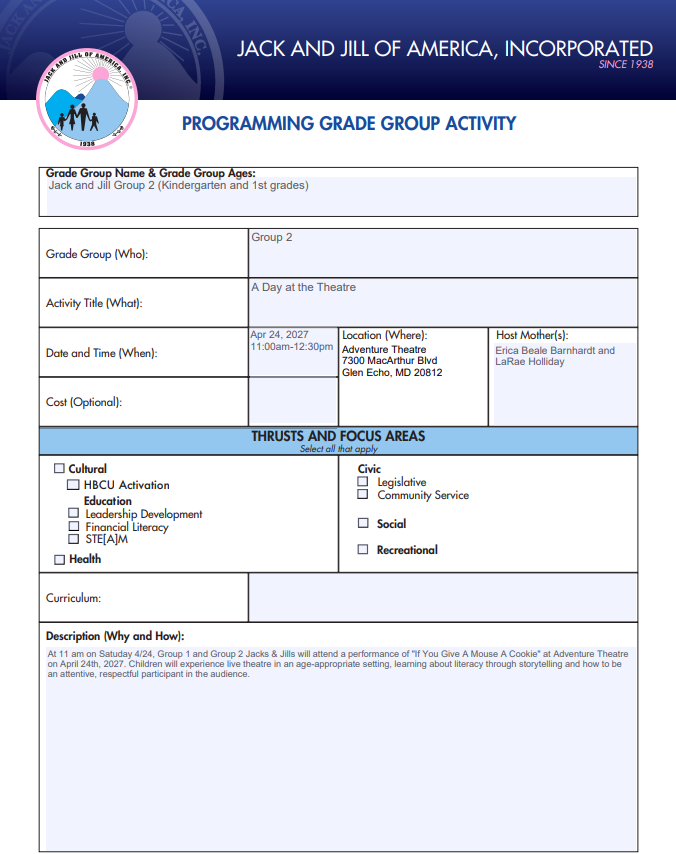 JACK AND JILL OF AMERICA, INCORPORATED
SINCE 1938
JACK AND JILL OF AMERICA, INC.
1938
PROGRAMMING GRADE GROUP ACTIVITY
Grade Group Name & Grade Group Ages:
Jack and Jill Group 2 (Kindergarten and 1st grades)
Grade Group (Who):
Group 2
Activity Title (What):
A Day at the Theatre
Date and Time (When):
Apr 24, 2027
11:00am-12:30pm
Location (Where):
Adventure Theatre
7300 MacArthur Blvd
Glen Echo, MD 20812
Host Mother(s):
Erica Beale Barnhardt and
LaRae Holliday
Cost (Optional):
THRUSTS AND FOCUS AREAS
Select all that apply
Cultural
HBCU Activation
Education
Leadership Development
Financial Literacy
STE[A]M
Health
Civic
Legislative
Community Service
Social
Recreational
Curriculum:
Description (Why and How):
At 11 am on Satuday 4/24, Group 1 and Group 2 Jacks & Jills will attend a performance of "If You Give A Mouse A Cookie" at Adventure Theatre
on April 24th, 2027. Children will experience live theatre in an age-appropriate setting, learning about literacy through storytelling and how to be
an attentive, respectful participant in the audience.